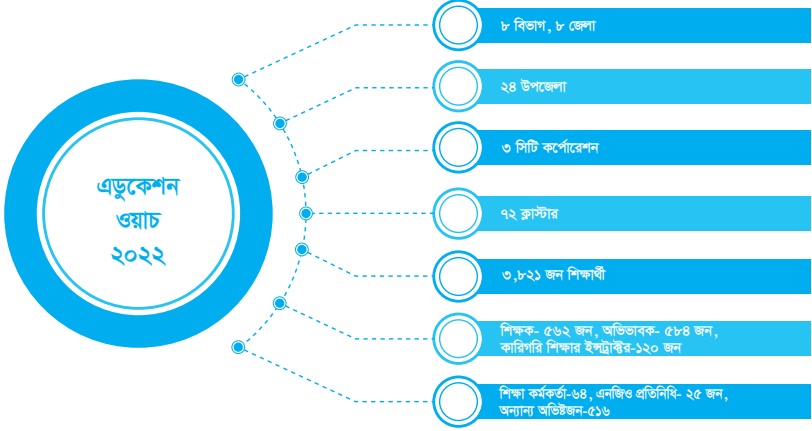 এডুকেশন
ওয়াচ
২০২২
৮ বিভাগ, ৮ জেলা
২৪ উপজেলা
৩ সিটি কর্পোরেশন
৭২ ক্লাস্টার
৩,৮২১ জন শিক্ষার্থী
শিক্ষক- ৫৬২ জন, অভিভাবক- ৫৮৪ জন,
কারিগরি শিক্ষার ইন্সট্রাক্টর-১২০ জন
শিক্ষা কর্মকর্তা-৬৪, এনজিও প্রতিনিধি- ২৫ জন,
অন্যান্য অভিষ্টজন-৫১৬